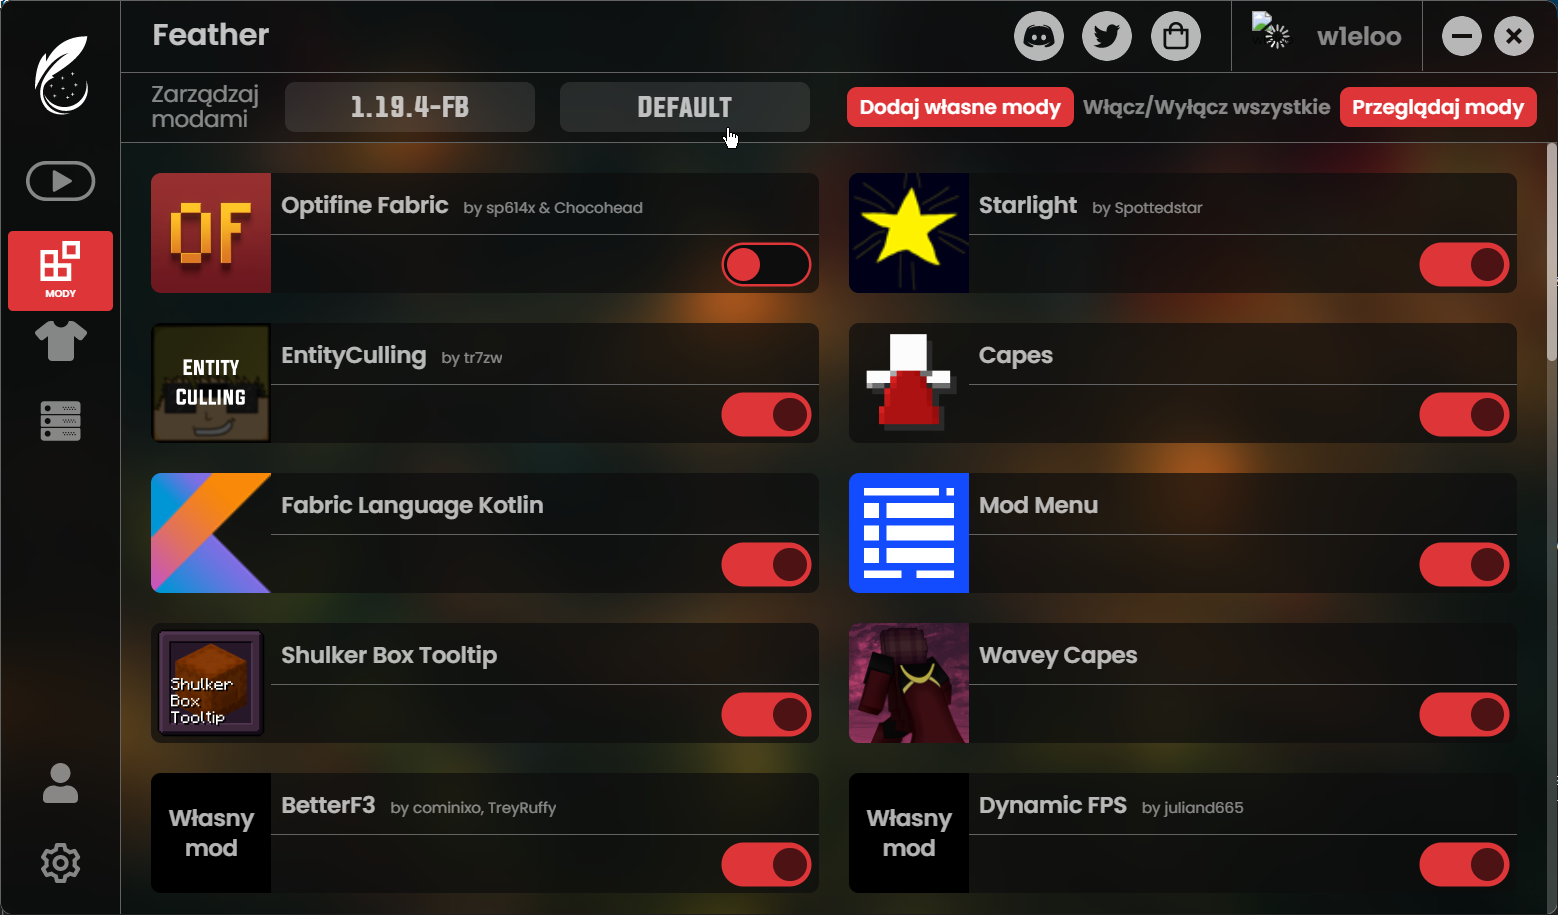 Feather
w1eloo
Zarządzaj
modami
1.19.4-FB
DEFAULT
Dodaj własne mody
Włącz/Wyłącz wszystkie
Przeglądaj mody
MODY
OF
Optifine Fabric by sp614x & Chocohead
Starlight by Spottedstar
ENTITY
CULLING
EntityCulling by tr7zw
Capes
Fabric Language Kotlin
Mod Menu
Shulker
Box
Tooltip
Shulker Box Tooltip
Wavey Capes
Własny
mod
BetterF3 by cominixo, TreyRuffy
Własny
mod
Dynamic FPS by juliand665